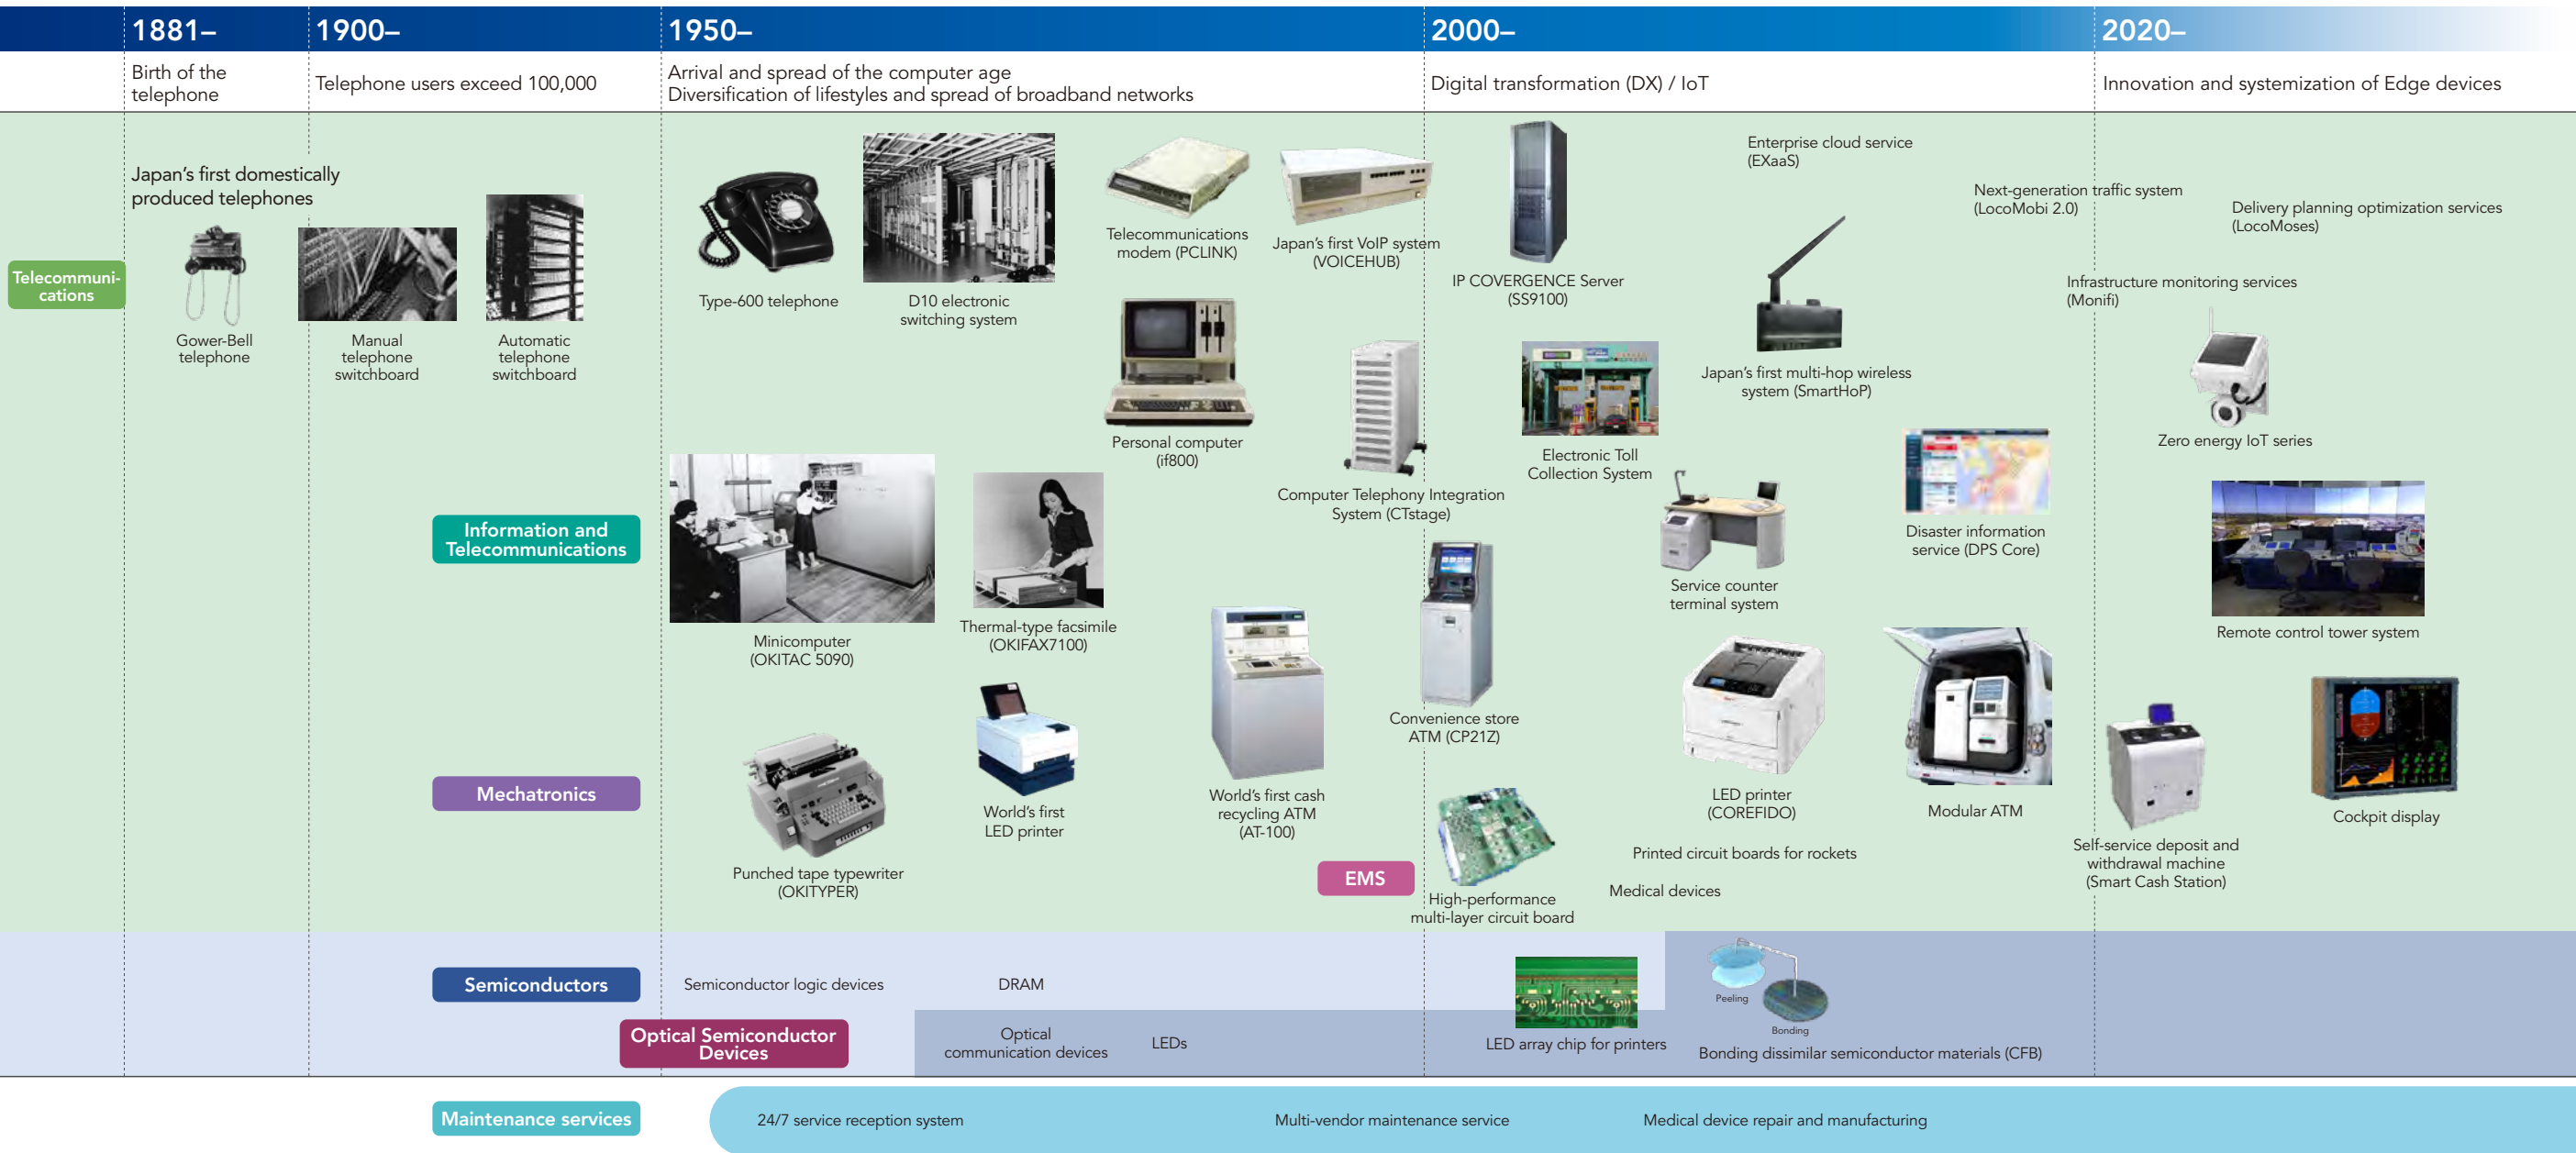 1881–
1900–
1950–
2000–
2020–
Birth of the
telephone
Telephone users exceed 100,000
Arrival and spread of the computer age
Diversification of lifestyles and spread of broadband networks
Digital transformation (DX) / IoT
Innovation and systemization of Edge devices
Telecommuni-
cations
Japan's first domestically
produced telephones
Gower-Bell
telephone
Manual
telephone
switchboard
Automatic
telephone
switchboard
Type-600 telephone
D10 electronic
switching system
Telecommunications
modem (PCLINK)
Japan's first VoIP system
(VOICEHUB)
IP COVERGENCE Server
(SS9100)
Enterprise cloud service
(EXaaS)
Next-generation traffic system
(LocoMobi 2.0)
Delivery planning optimization services
(LocoMoses)
Infrastructure monitoring services
(Monifi)
Japan's first multi-hop wireless
system (SmartHoP)
Zero energy IoT series
Information and
Telecommunications
Personal computer
(if800)
Computer Telephony Integration
System (CTstage)
Electronic Toll
Collection System
Service counter
terminal system
Disaster information
service (DPS Core)
Remote control tower system
Minicomputer
(OKITAC 5090)
Thermal-type facsimile
(OKIFAX7100)
Mechatronics
Punched tape typewriter
(OKITYPER)
World's first
LED printer
World's first cash
recycling ATM
(AT-100)
Convenience store
ATM (CP21Z)
LED printer
(COREFIDO)
Modular ATM
Self-service deposit and
withdrawal machine
(Smart Cash Station)
Cockpit display
EMS
High-performance
multi-layer circuit board
Printed circuit boards for rockets
Medical devices
Semiconductors
Semiconductor logic devices
DRAM
Peeling
Bonding
Optical Semiconductor
Devices
Optical
communication devices
LEDs
LED array chip for printers
Bonding dissimilar semiconductor materials (CFB)
Maintenance services
24/7 service reception system
Multi-vendor maintenance service
Medical device repair and manufacturing